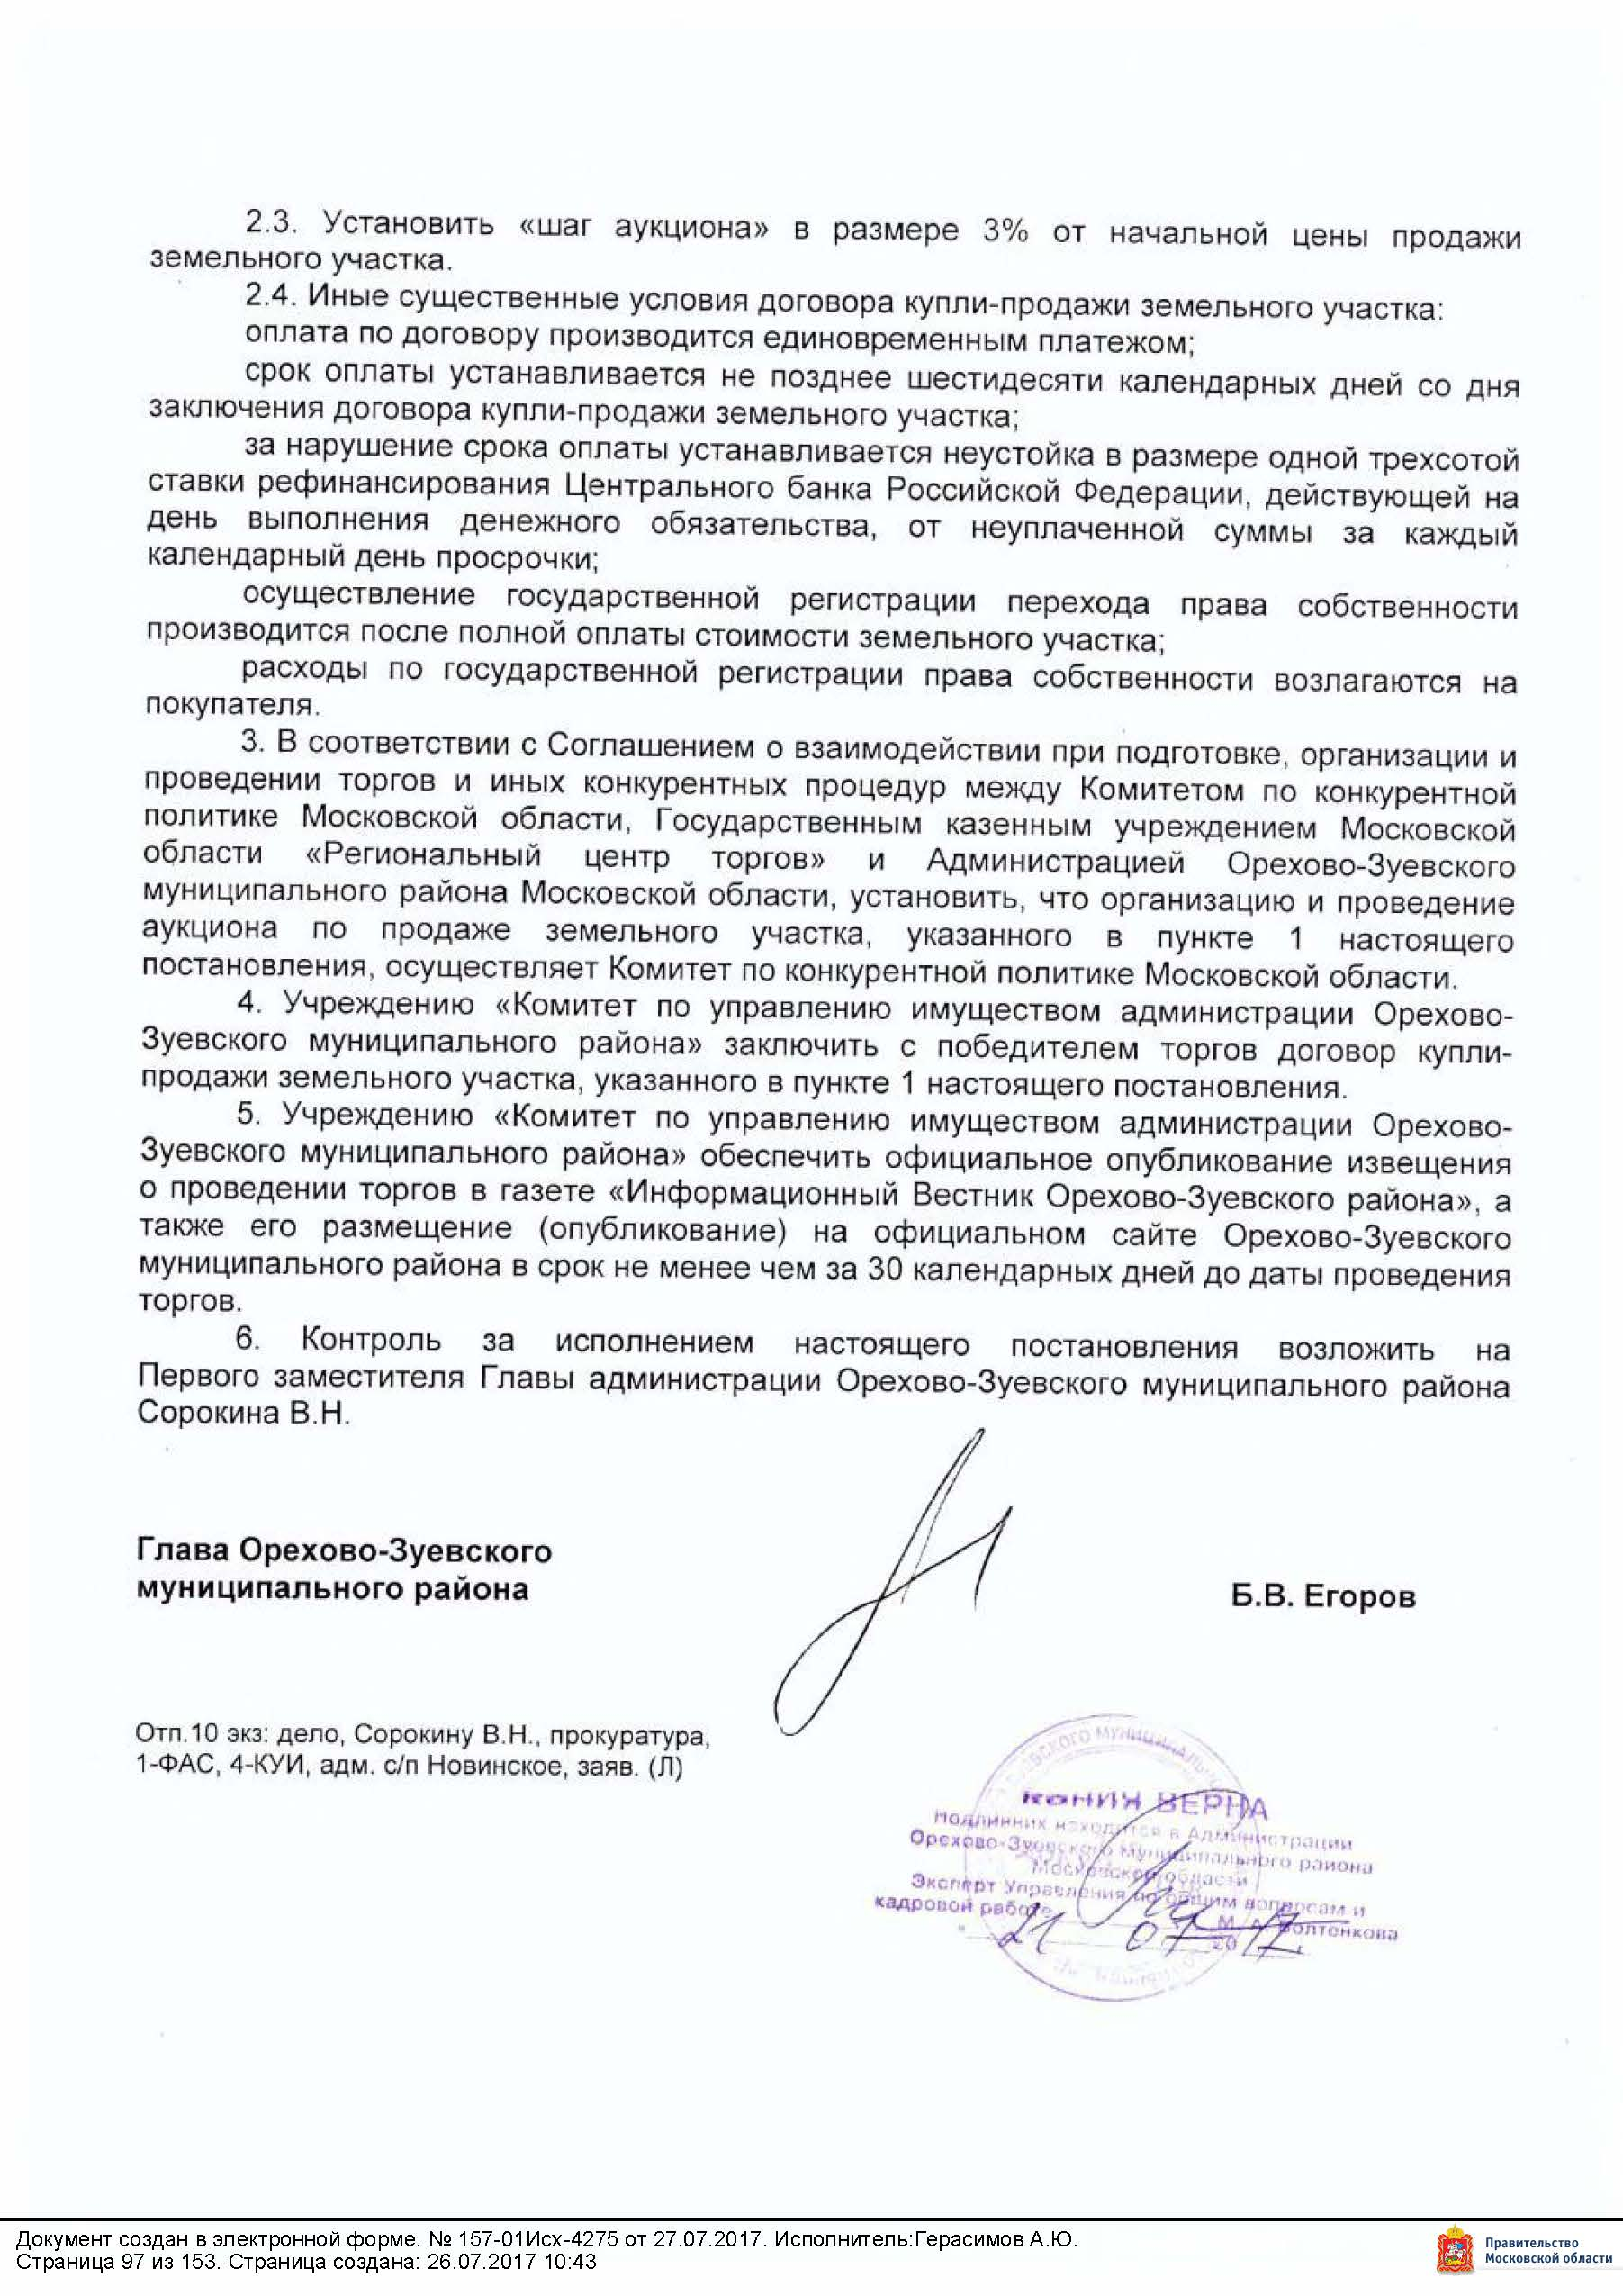 2.3. Установить «шаг аукциона» в размере 3% от начальной цены продажи
земельного участка.
2.4. Иные существенные условия договора купли-продажи земельного участка:
оплата по договору производится единовременным платежом;
срок оплаты устанавливается не позднее шестидесяти календарных дней со дня
заключения договора купли-продажи земельного участка;
за нарушение срока оплаты устанавливается неустойка в размере одной трехсотой
ставки рефинансирования Центрального банка Российской Федерации, действующей на
день выполнения денежного обязательства, от неуплаченной суммы за каждый
календарный день просрочки;
осуществление государственной регистрации перехода права собственности
производится после полной оплаты стоимости земельного участка;
расходы по государственной регистрации права собственности возлагаются на
покупателя.
3. В соответствии с Соглашением о взаимодействии при подготовке, организации и
проведении торгов и иных конкурентных процедур между Комитетом по конкурентной
политике Московской области, Государственным казенным учреждением Московской
области «Региональный центр торгов» и Администрацией Орехово-Зуевского
муниципального района Московской области, установить, что организацию и проведение
аукциона по продаже земельного участка, указанного в пункте 1 настоящего
постановления, осуществляет Комитет по конкурентной политике Московской области.
4. Учреждению «Комитет по управлению имуществом администрации Орехово-
Зуевского муниципального района» заключить с победителем торгов договор купли-
продажи земельного участка, указанного в пункте 1 настоящего постановления.
5. Учреждению «Комитет по управлению имуществом администрации Орехово-
Зуевского муниципального района» обеспечить официальное опубликование извещения
о проведении торгов в газете «Информационный Вестник Орехово-Зуевского района», а
также его размещение (опубликование) на официальном сайте Орехово-Зуевского
муниципального района в срок не менее чем за 30 календарных дней до даты проведения
торгов.
6. Контроль за исполнением настоящего постановления возложить на
Первого заместителя Главы администрации Орехово-Зуевского муниципального района
Сорокина В.Н.
Глава Орехово-Зуевского
муниципального района
Б.В. Егоров
Отп.10 экз: дело, Сорокину В.Н., прокуратура,
1-ФАС, 4-КУИ, адм. с/п Новинское, заяв. (Л)
КОПИЯ ВЕРНА
Подлинник находится в Администрации
Орехово-Зуевского Муниципального района
Московской области
Эксперт Управления по общим вопросам и
кадровой работе М. А. Болтенкова
21 07 2017 г.
Документ создан в электронной форме. № 157-01Исх-4275 от 27.07.2017. Исполнитель:Герасимов А.Ю.
Страница 97 из 153. Страница создана: 26.07.2017 10:43
Правительство
Московской области